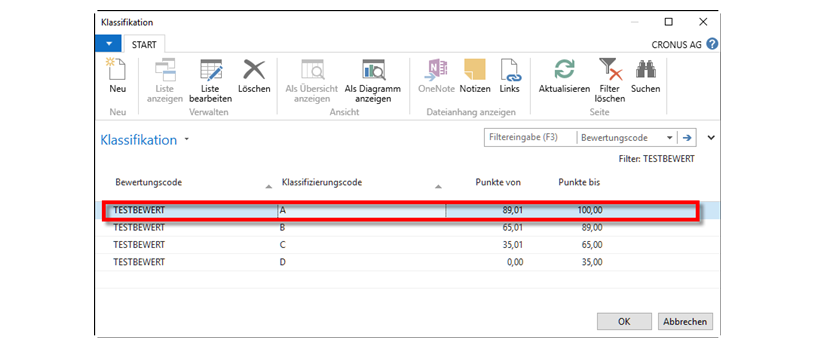 Klassifikation
START
CRONUS AG
Neu
Liste anzeigen
Liste bearbeiten
Löschen
Als Übersicht anzeigen
Als Diagramm anzeigen
OneNote
Notizen
Links
Aktualisieren
Filter löschen
Suchen
Neu
Verwalten
Ansicht
Dateianhang anzeigen
Seite
Klassifikation
Filtereingabe (F3)
Bewertungscode
Filter: TESTBEWERT
Bewertungscode Klassifizierungscode Punkte von Punkte bis
TESTBEWERT A 89,01 100,00
TESTBEWERT B 65,01 89,00
TESTBEWERT C 35,01 65,00
TESTBEWERT D 0,00 35,00
OK
Abbrechen